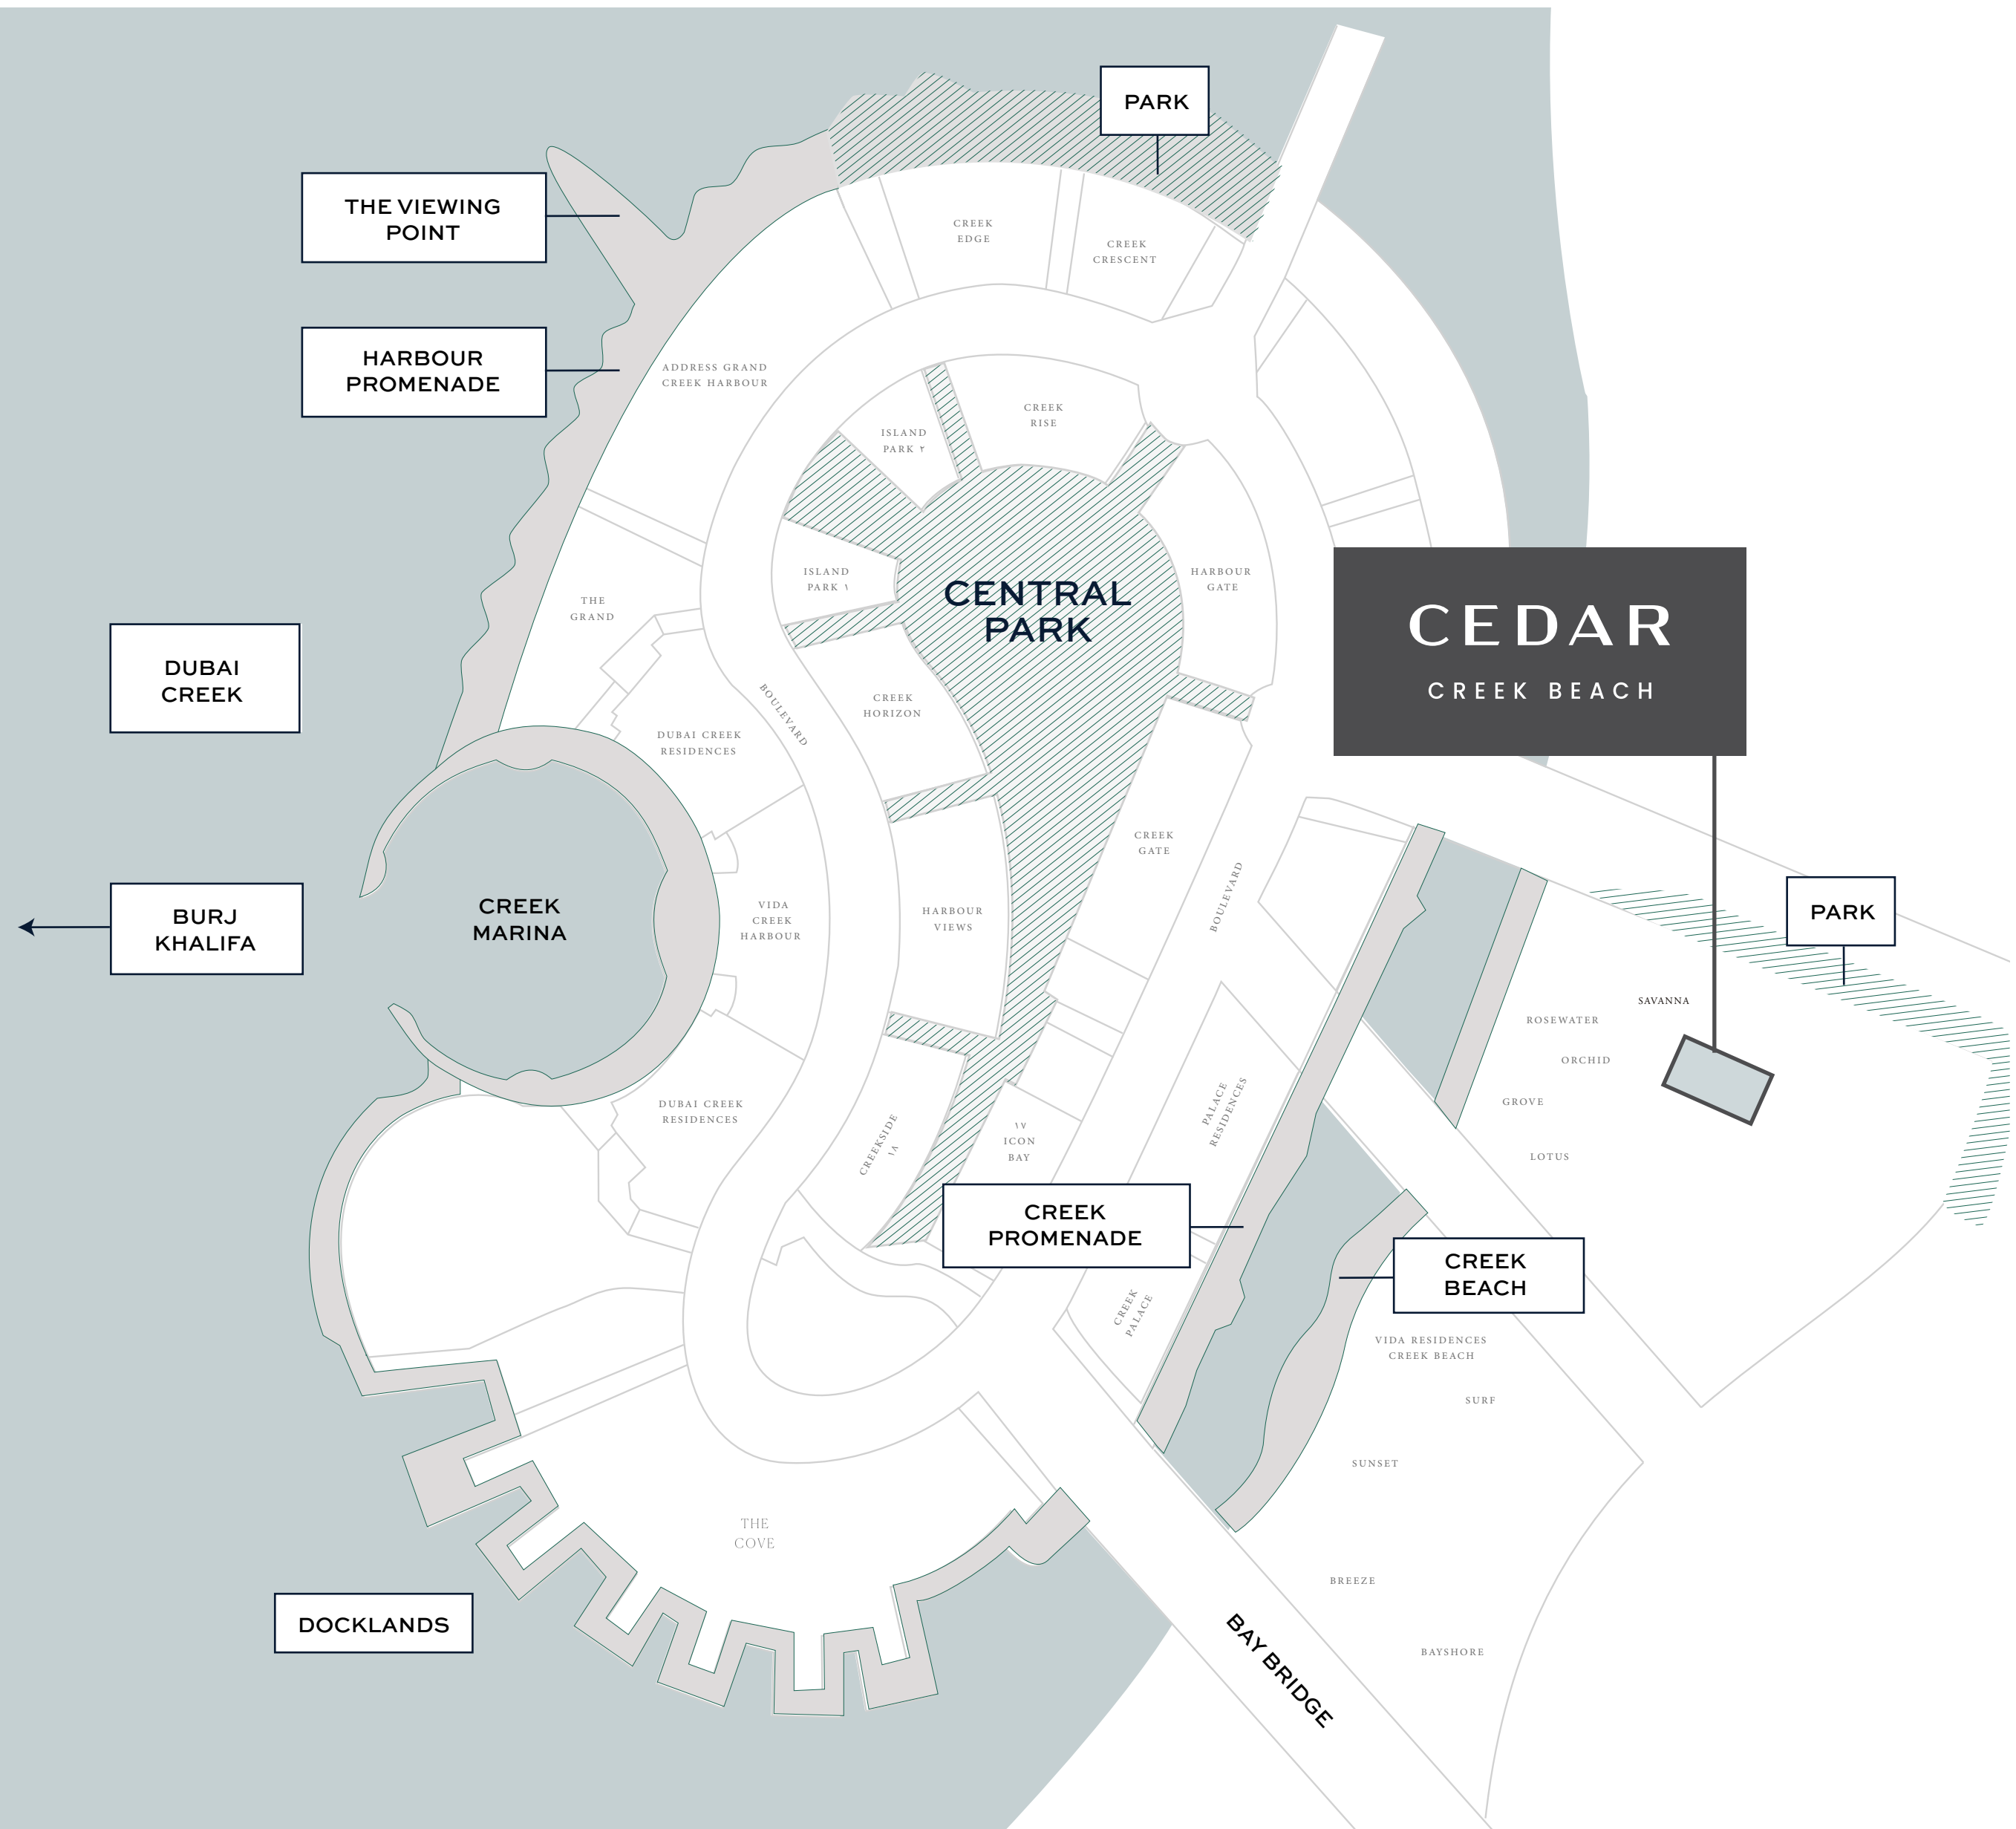 PARK
THE VIEWING
POINT
CREEK
EDGE
CREEK
CRESCENT
HARBOUR
PROMENADE
ADDRESS GRAND
CREEK HARBOUR
CREEK
RISE
ISLAND
PARK ٢
ISLAND
PARK ١
CENTRAL
PARK
HARBOUR
GATE
CEDAR
CREEK BEACH
THE
GRAND
DUBAI
CREEK
BOULEVARD
CREEK
HORIZON
DUBAI CREEK
RESIDENCES
CREEK
GATE
BOULEVARD
BURJ
KHALIFA
CREEK
MARINA
VIDA
CREEK
HARBOUR
HARBOUR
VIEWS
PARK
SAVANNA
ROSEWATER
ORCHID
GROVE
LOTUS
DUBAI CREEK
RESIDENCES
CREEKSIDE
١٨
١٧
ICON
BAY
PALACE
RESIDENCES
CREEK
PROMENADE
CREEK
BEACH
CREEK
PALACE
VIDA RESIDENCES
CREEK BEACH
SURF
SUNSET
THE
COVE
BREEZE
DOCKLANDS
BAY BRIDGE
BAYSHORE